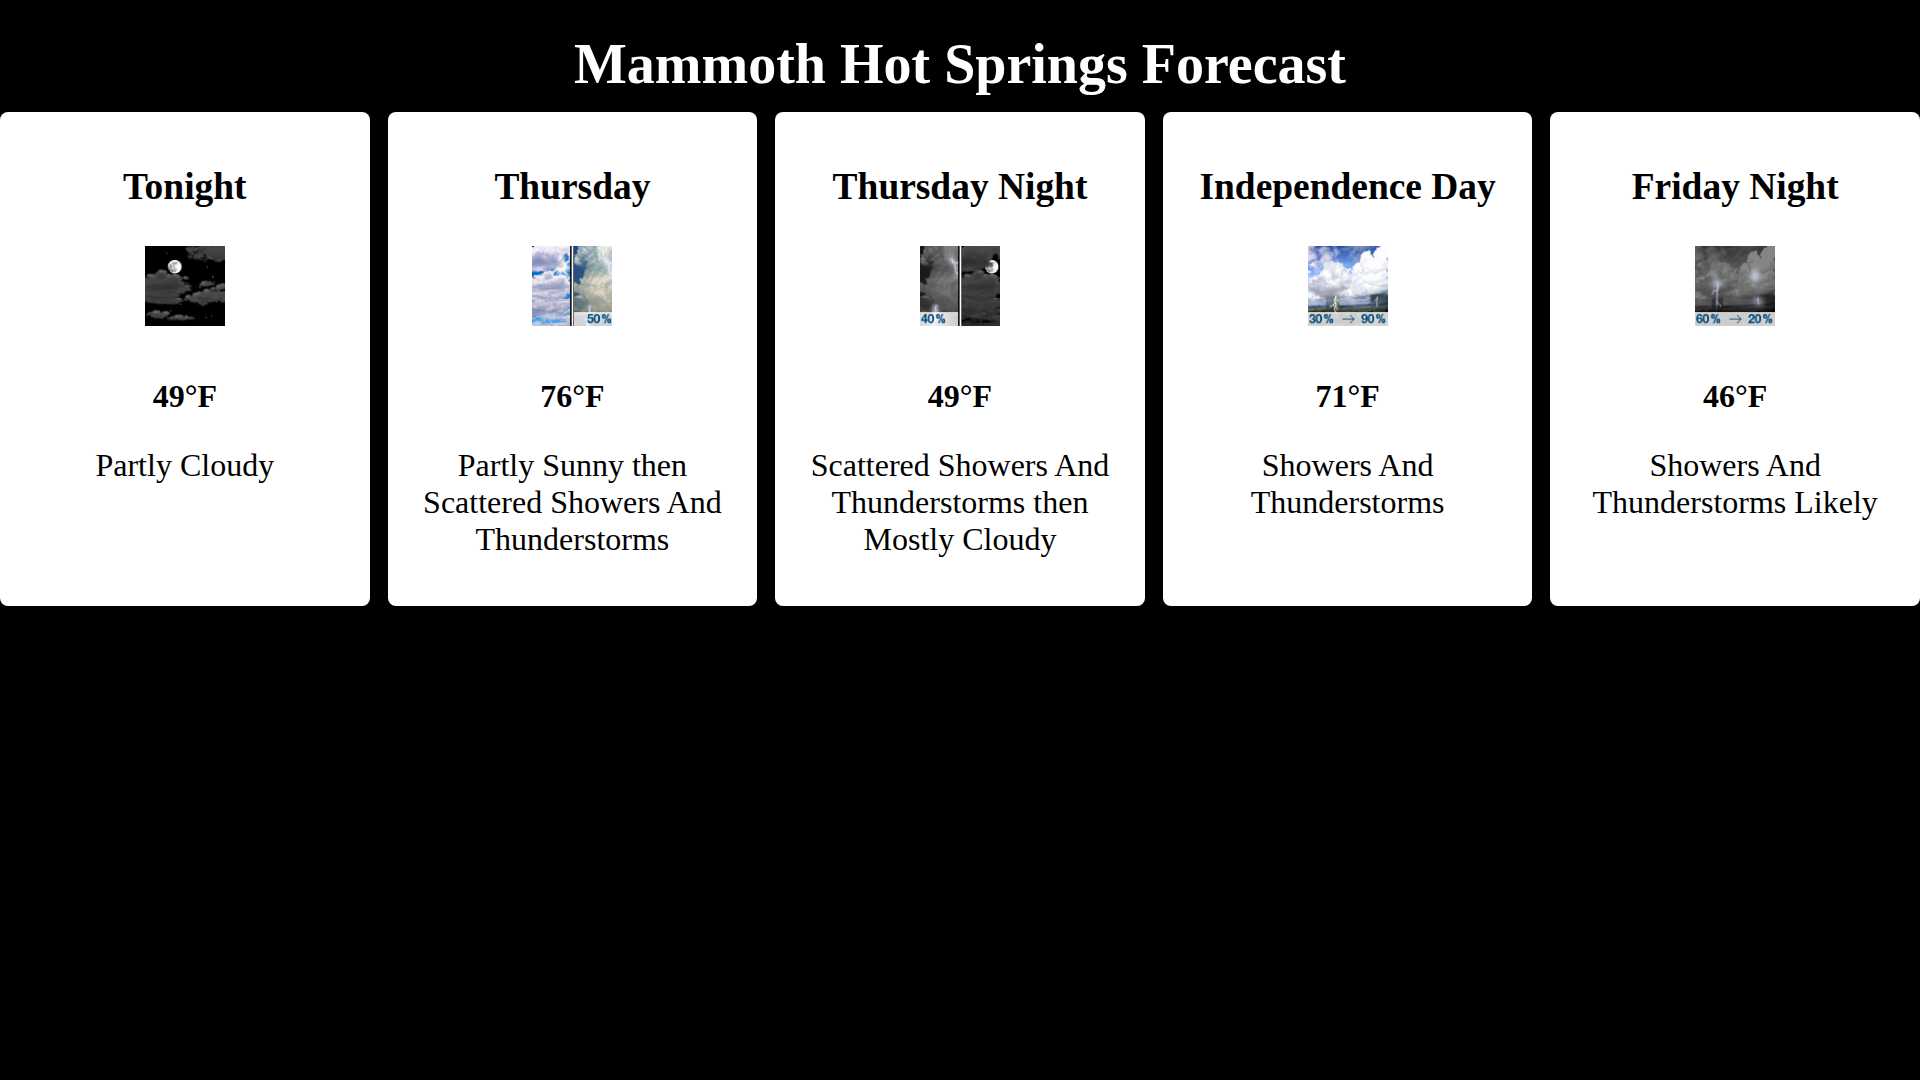 Mammoth Hot Springs Forecast
Tonight
49°F
Partly Cloudy
Thursday
50%
76°F
Partly Sunny then
Scattered Showers And
Thunderstorms
Thursday Night
40%
49°F
Scattered Showers And
Thunderstorms then
Mostly Cloudy
Independence Day
30% → 90%
71°F
Showers And
Thunderstorms
Friday Night
60% → 20%
46°F
Showers And
Thunderstorms Likely